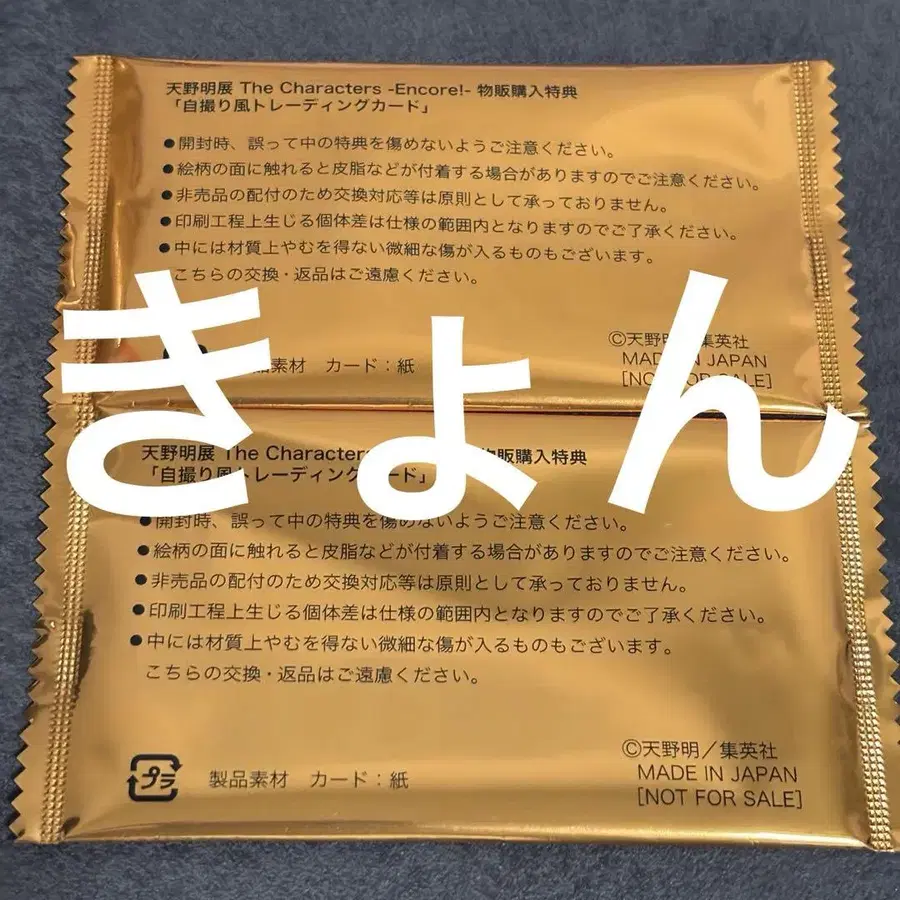 天野明展 The Characters -Encore!- 物販購入特典
「自撮り風トレーディングカード」
●開封時、誤って中の特典を傷めないようご注意ください。
●絵柄の面に触れると皮脂などが付着する場合がありますのでご注意ください。
●非売品の配付のため交換対応等は原則として承っておりません。
●印刷工程上生じる個体差は仕様の範囲内となりますのでご了承ください。
●中には材質上やむを得ない微細な傷が入るものもございます。
こちらの交換・返品はご遠慮ください。
品素材 カード：紙
©天野明 集英社
MADE IN JAPAN
[NOT FOR SALE]
きょん
天野明展 The Characters 物販購入特典
「自撮り風トレーディングカード」
●開封時、誤って中の特典を傷めないようご注意ください。
●絵柄の面に触れると皮脂などが付着する場合がありますのでご注意ください。
●非売品の配付のため交換対応等は原則として承っておりません。
●印刷工程上生じる個体差は仕様の範囲内となりますのでご了承ください。
●中には材質上やむを得ない微細な傷が入るものもございます。
こちらの交換・返品はご遠慮ください。
プラ 製品素材 カード：紙
©天野明／集英社
MADE IN JAPAN
[NOT FOR SALE]